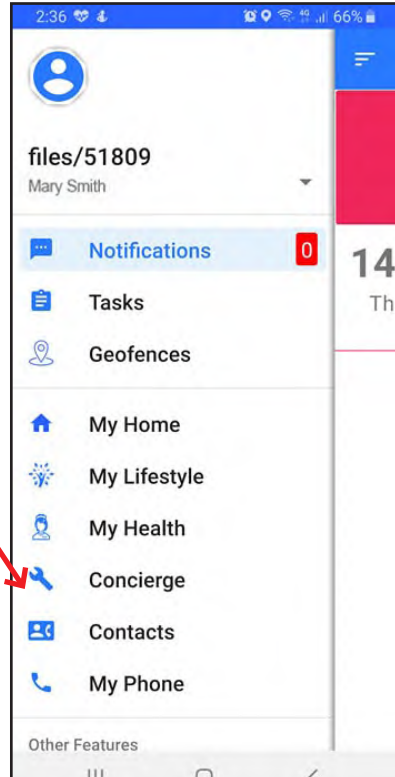 2:36 66%
files/51809
Mary Smith
Notifications 0
14
Tasks
Th
Geofences
My Home
My Lifestyle
My Health
Concierge
Contacts
My Phone
Other Features